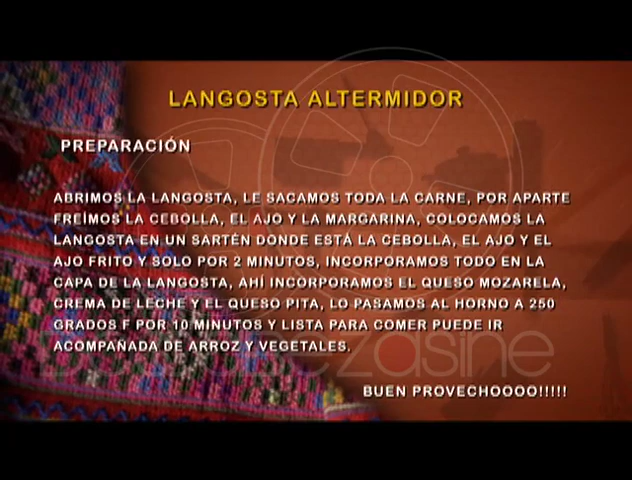 LANGOSTA ALTERMIDOR
PREPARACIÓN
ABRIMOS LA LANGOSTA, LE SACAMOS TODA LA CARNE, POR APARTE
FREÍMOS LA CEBOLLA, EL AJO Y LA MARGARINA, COLOCAMOS LA
LANGOSTA EN UN SARTÉN DONDE ESTÁ LA CEBOLLA, EL AJO Y EL
AJO FRITO Y SOLO POR 2 MINUTOS, INCORPORAMOS TODO EN LA
CAPA DE LA LANGOSTA, AHÍ INCORPORAMOS EL QUESO MOZARELA,
CREMA DE LECHE Y EL QUESO PITA, LO PASAMOS AL HORNO A 250
GRADOS F POR 10 MINUTOS Y LISTA PARA COMER PUEDE IR
ACOMPAÑADA DE ARROZ Y VEGETALES.
BUEN PROVECHOOOO!!!!!